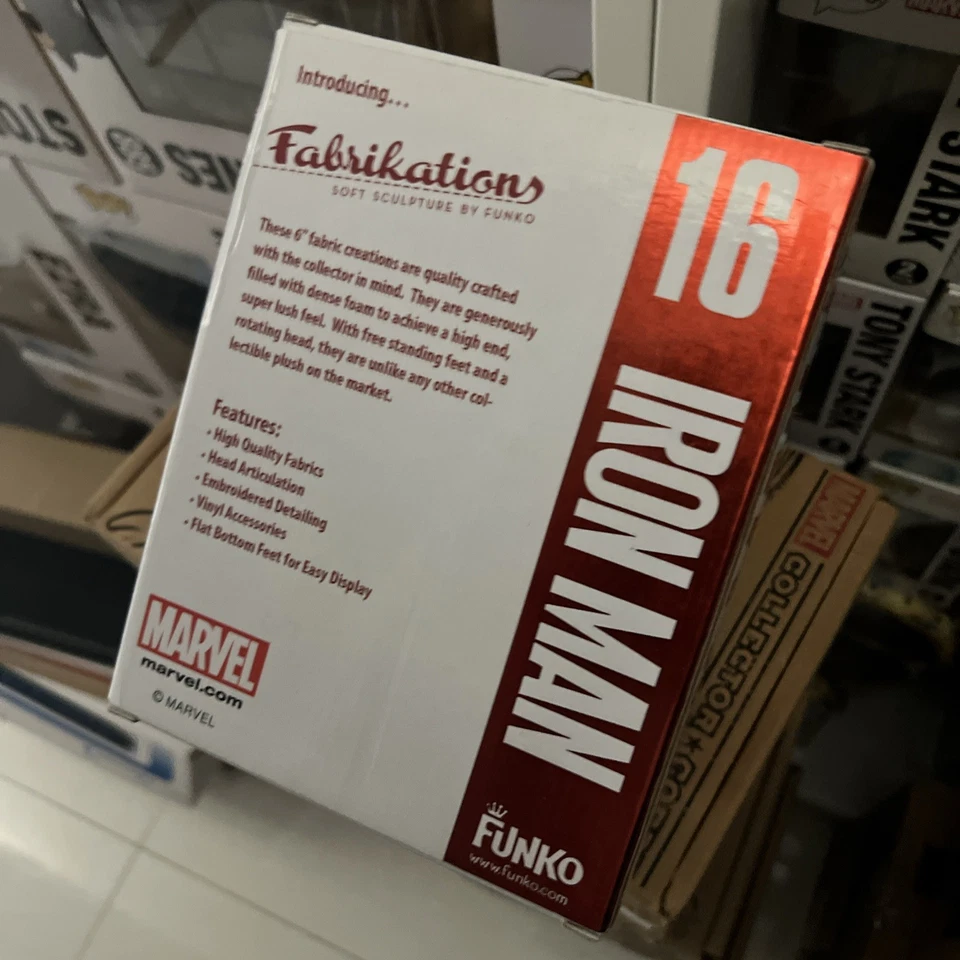 Introducing...
Fabrikations
SOFT SCULPTURE BY FUNKO
These 6" fabric creations are quality crafted
with the collector in mind. They are generously
filled with dense foam to achieve a high end,
super lush feel. With free standing feet and a
rotating head, they are unlike any other col-
lectible plush on the market.
Features:
• High Quality Fabrics
• Head Articulation
• Embroidered Detailing
• Vinyl Accessories
• Flat Bottom Feet for Easy Display
MARVEL
marvel.com
© MARVEL
16
IRON MAN
FUNKO
www.funko.com
STARK
TONY STARK
MARVEL
COLLECTOR